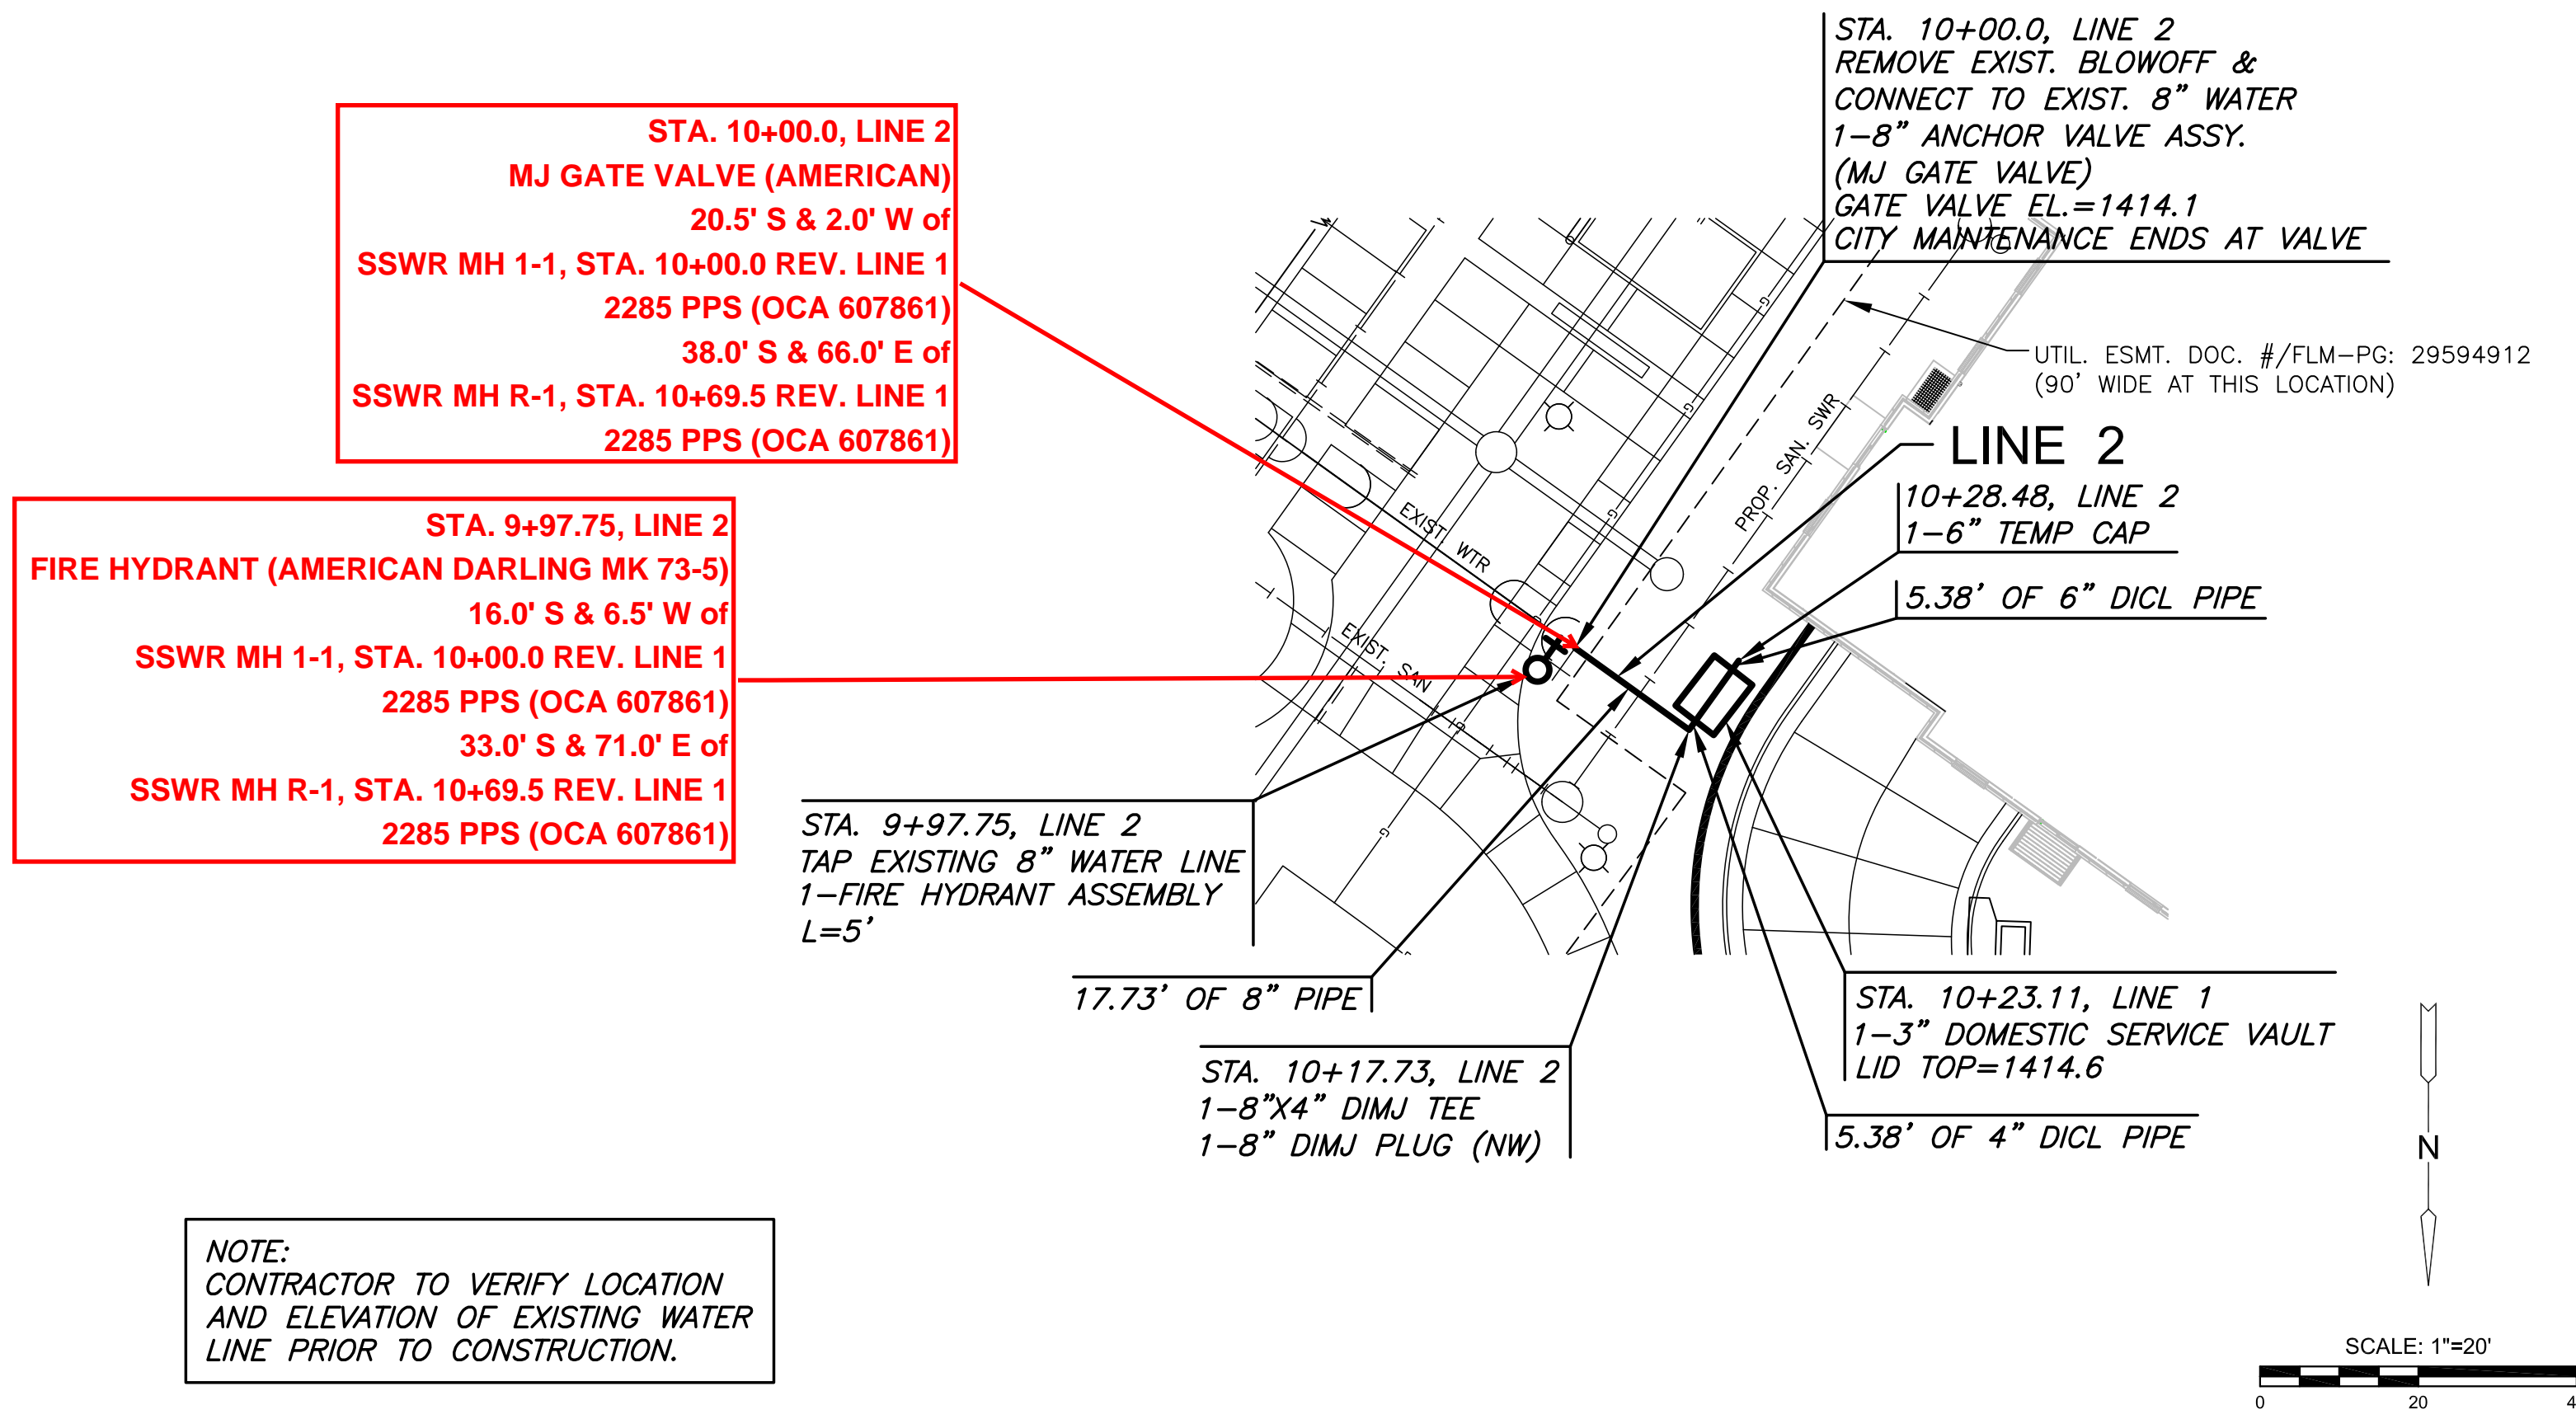 STA. 10+00.0, LINE 2
REMOVE EXIST. BLOWOFF &
CONNECT TO EXIST. 8” WATER
1-8” ANCHOR VALVE ASSY.
(MJ GATE VALVE)
GATE VALVE EL.=1414.1
CITY MAINTENANCE ENDS AT VALVE
STA. 10+00.0, LINE 2
MJ GATE VALVE (AMERICAN)
20.5' S & 2.0' W of
SSWR MH 1-1, STA. 10+00.0 REV. LINE 1
2285 PPS (OCA 607861)
38.0' S & 66.0' E of
SSWR MH R-1, STA. 10+69.5 REV. LINE 1
2285 PPS (OCA 607861)
UTIL. ESMT. DOC. #/FLM-PG: 29594912
(90' WIDE AT THIS LOCATION)
LINE 2
10+28.48, LINE 2
1-6” TEMP CAP
5.38' OF 6” DICL PIPE
PROP. SAN. SWR
EXIST. WTR
EXIST. SAN
STA. 9+97.75, LINE 2
FIRE HYDRANT (AMERICAN DARLING MK 73-5)
16.0' S & 6.5' W of
SSWR MH 1-1, STA. 10+00.0 REV. LINE 1
2285 PPS (OCA 607861)
33.0' S & 71.0' E of
SSWR MH R-1, STA. 10+69.5 REV. LINE 1
2285 PPS (OCA 607861)
STA. 9+97.75, LINE 2
TAP EXISTING 8” WATER LINE
1-FIRE HYDRANT ASSEMBLY
L=5'
17.73' OF 8” PIPE
STA. 10+17.73, LINE 2
1-8”X4” DIMJ TEE
1-8” DIMJ PLUG (NW)
STA. 10+23.11, LINE 1
1-3” DOMESTIC SERVICE VAULT
LID TOP=1414.6
5.38' OF 4” DICL PIPE
N
NOTE:
CONTRACTOR TO VERIFY LOCATION
AND ELEVATION OF EXISTING WATER
LINE PRIOR TO CONSTRUCTION.
SCALE: 1"=20'
0 20 4